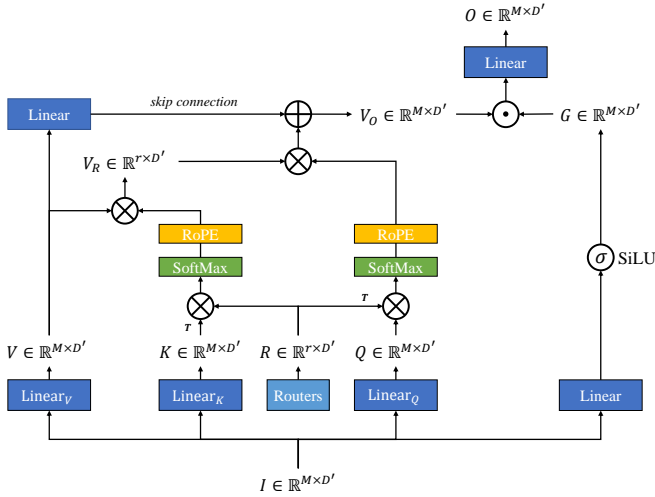 O ∈ ℝ^{M×D′}
Linear
Linear
skip connection
V_O ∈ ℝ^{M×D′}
G ∈ ℝ^{M×D′}
V_R ∈ ℝ^{r×D′}
RoPE
RoPE
SoftMax
SoftMax
σ SiLU
T
T
V ∈ ℝ^{M×D′}
K ∈ ℝ^{M×D′}
R ∈ ℝ^{r×D′}
Q ∈ ℝ^{M×D′}
Linear_V
Linear_K
Routers
Linear_Q
Linear
I ∈ ℝ^{M×D′}